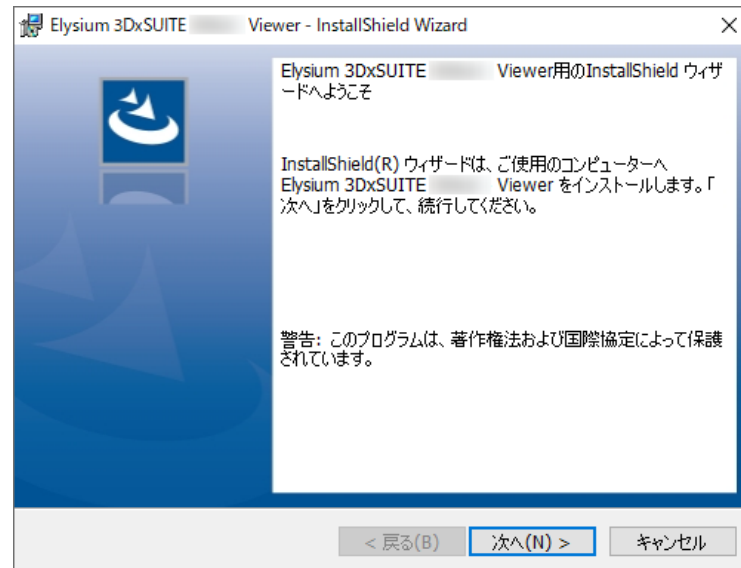 Elysium 3DxSUITE Viewer - InstallShield Wizard
Elysium 3DxSUITE Viewer用のInstallShield ウィザ
ードへようこそ
InstallShield(R) ウィザードは、ご使用のコンピューターへ
Elysium 3DxSUITE Viewer をインストールします。「
次へ」をクリックして、続行してください。
警告: このプログラムは、著作権法および国際協定によって保護
されています。
< 戻る(B)
次へ(N) >
キャンセル